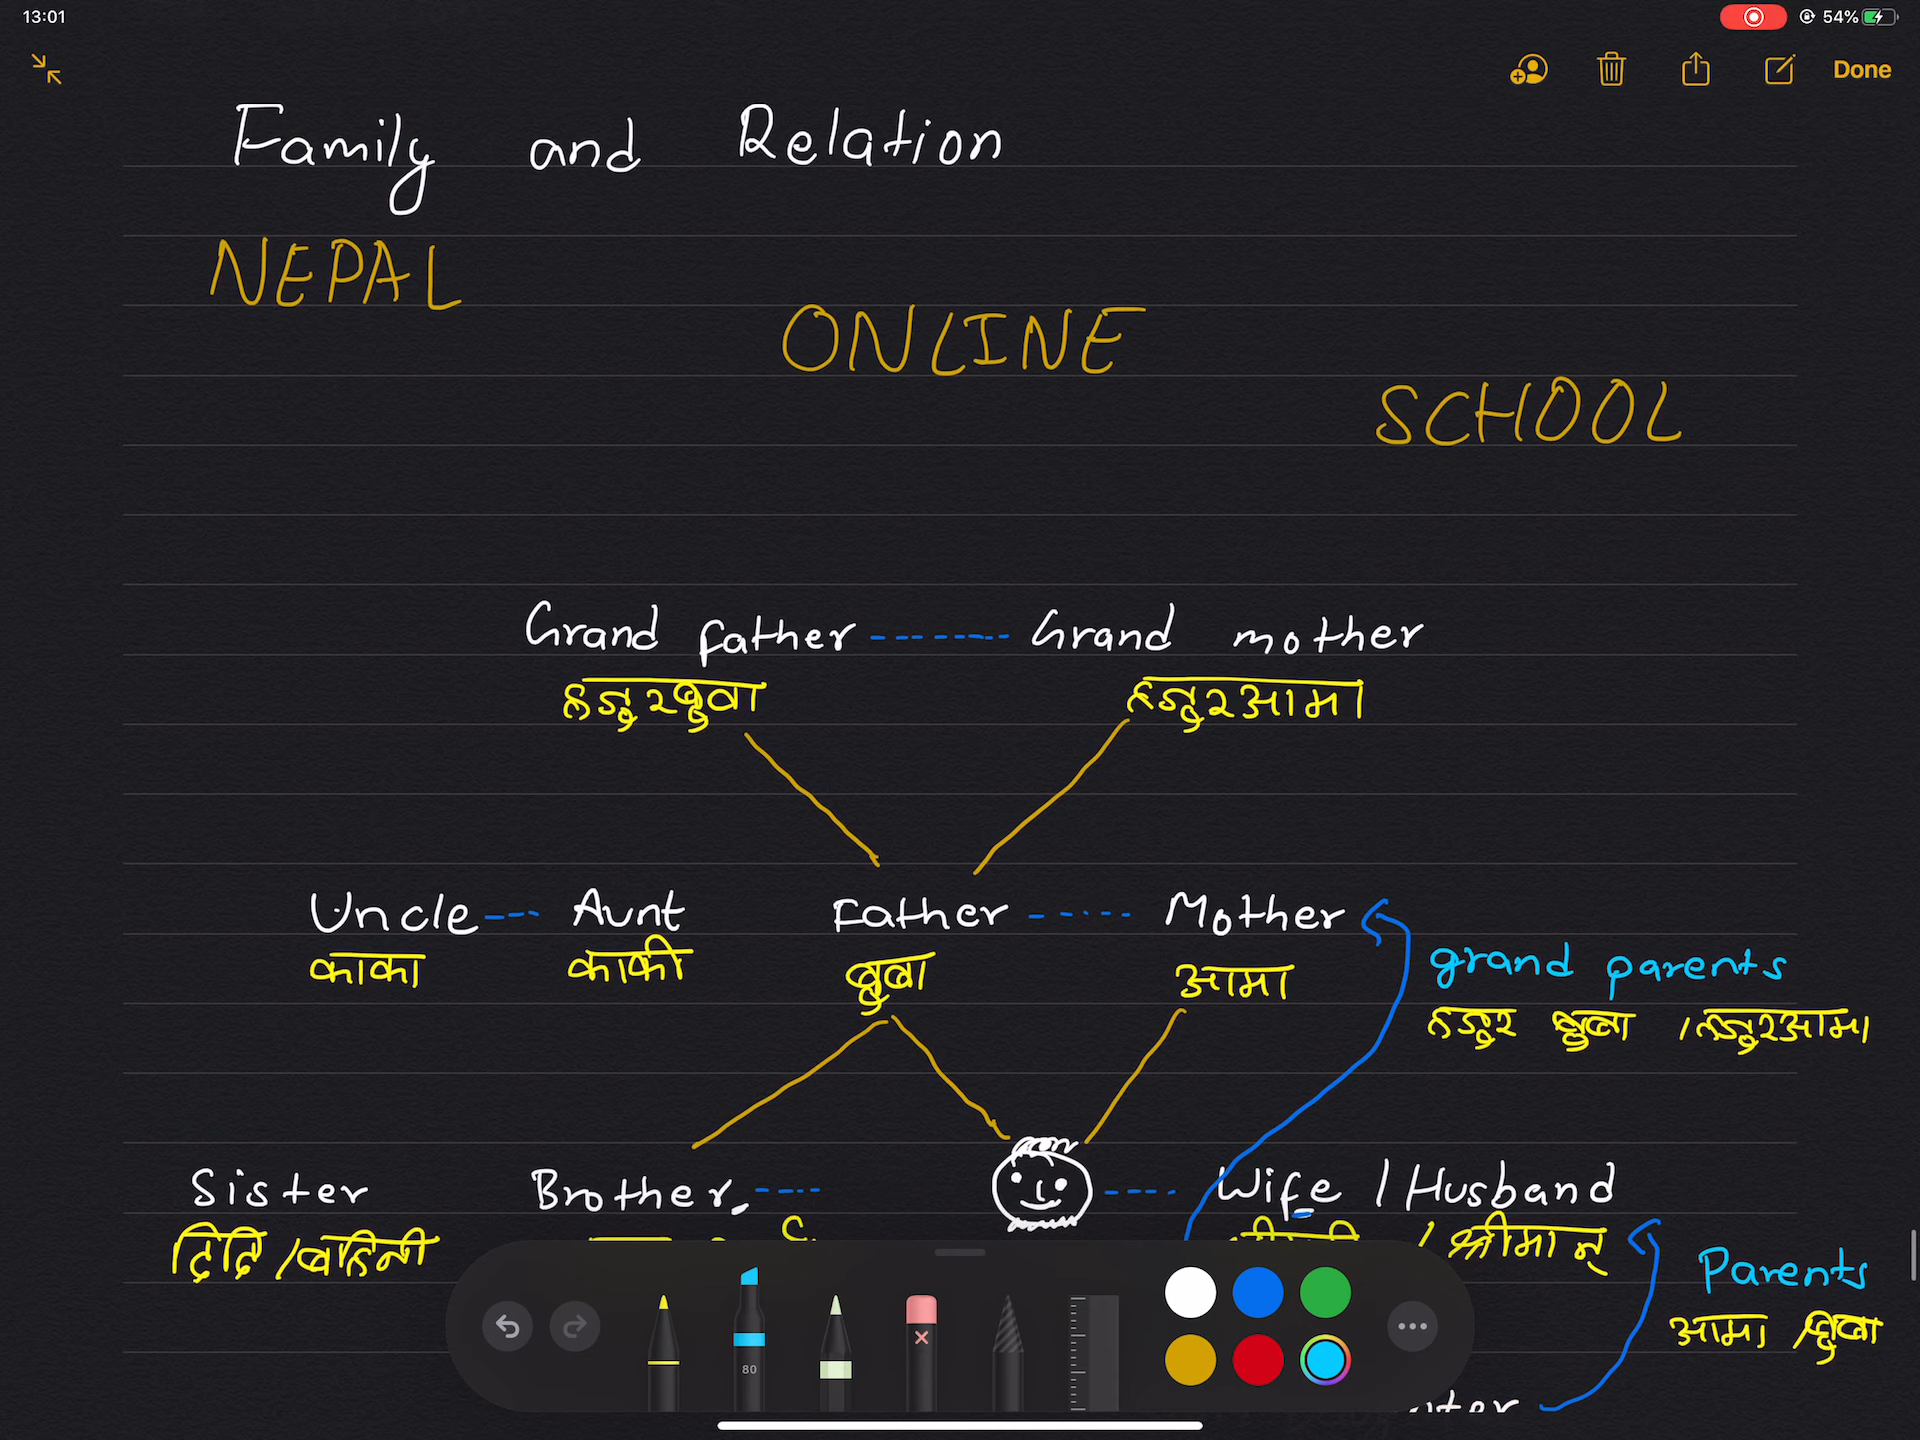 13:01
54%
Done
Family and Relation
NEPAL
ONLINE
SCHOOL
Grand father Grand mother
हजुरबुवा हजुरआमा
Uncle Aunt Father Mother
काका काकी बुबा आमा
grand parents
हजुर बुबा / हजुरआमा
Sister Brother Wife / Husband
दिदि / बहिनी / श्रीमान्
Parents
आमा / बुबा
80